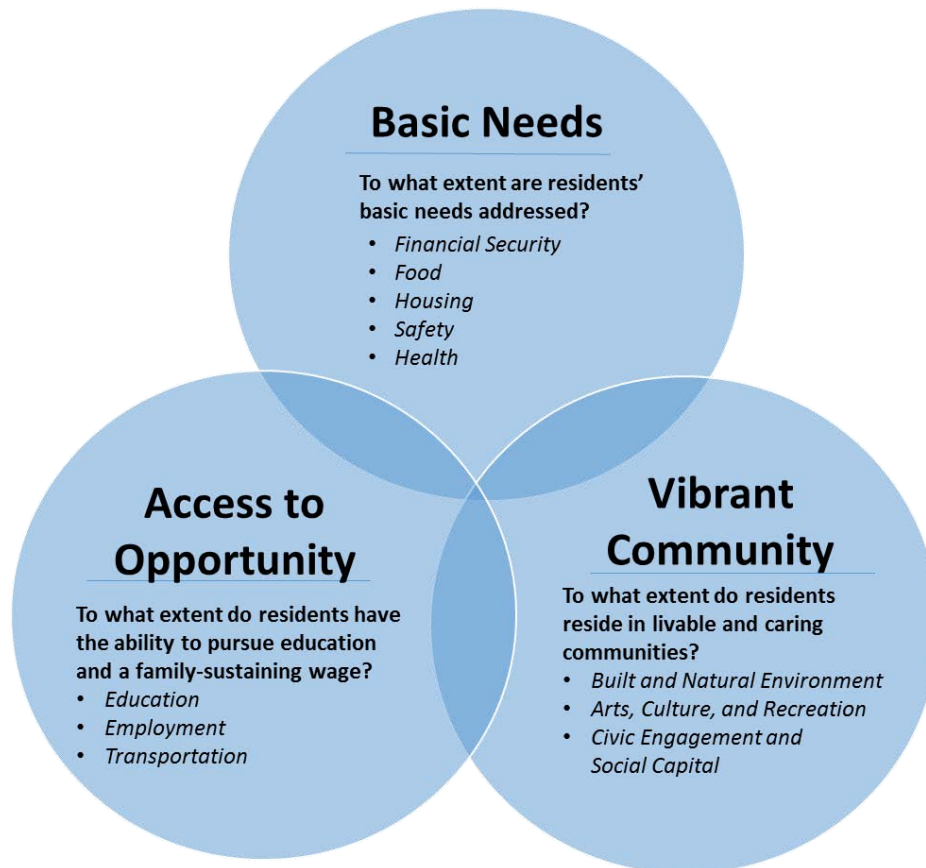 Basic Needs
To what extent are residents’
basic needs addressed?
• Financial Security
• Food
• Housing
• Safety
• Health
Access to
Opportunity
To what extent do residents have
the ability to pursue education
and a family-sustaining wage?
• Education
• Employment
• Transportation
Vibrant
Community
To what extent do residents
reside in livable and caring
communities?
• Built and Natural Environment
• Arts, Culture, and Recreation
• Civic Engagement and
Social Capital